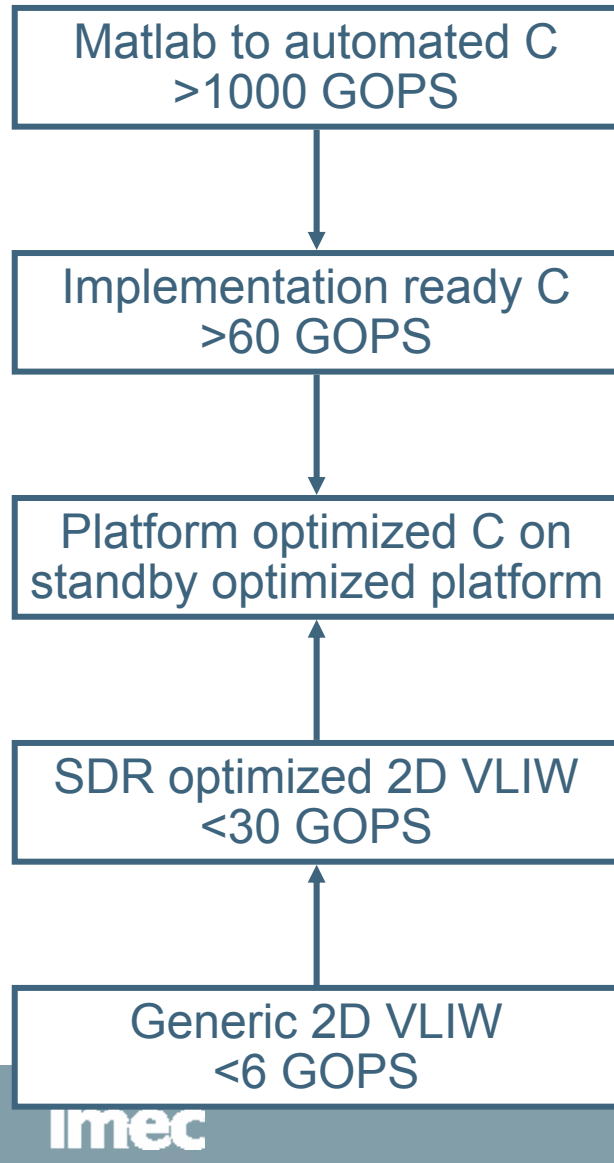 Matlab to automated C
>1000 GOPS
Implementation ready C
>60 GOPS
Platform optimized C on
standby optimized platform
SDR optimized 2D VLIW
<30 GOPS
Generic 2D VLIW
<6 GOPS
imec